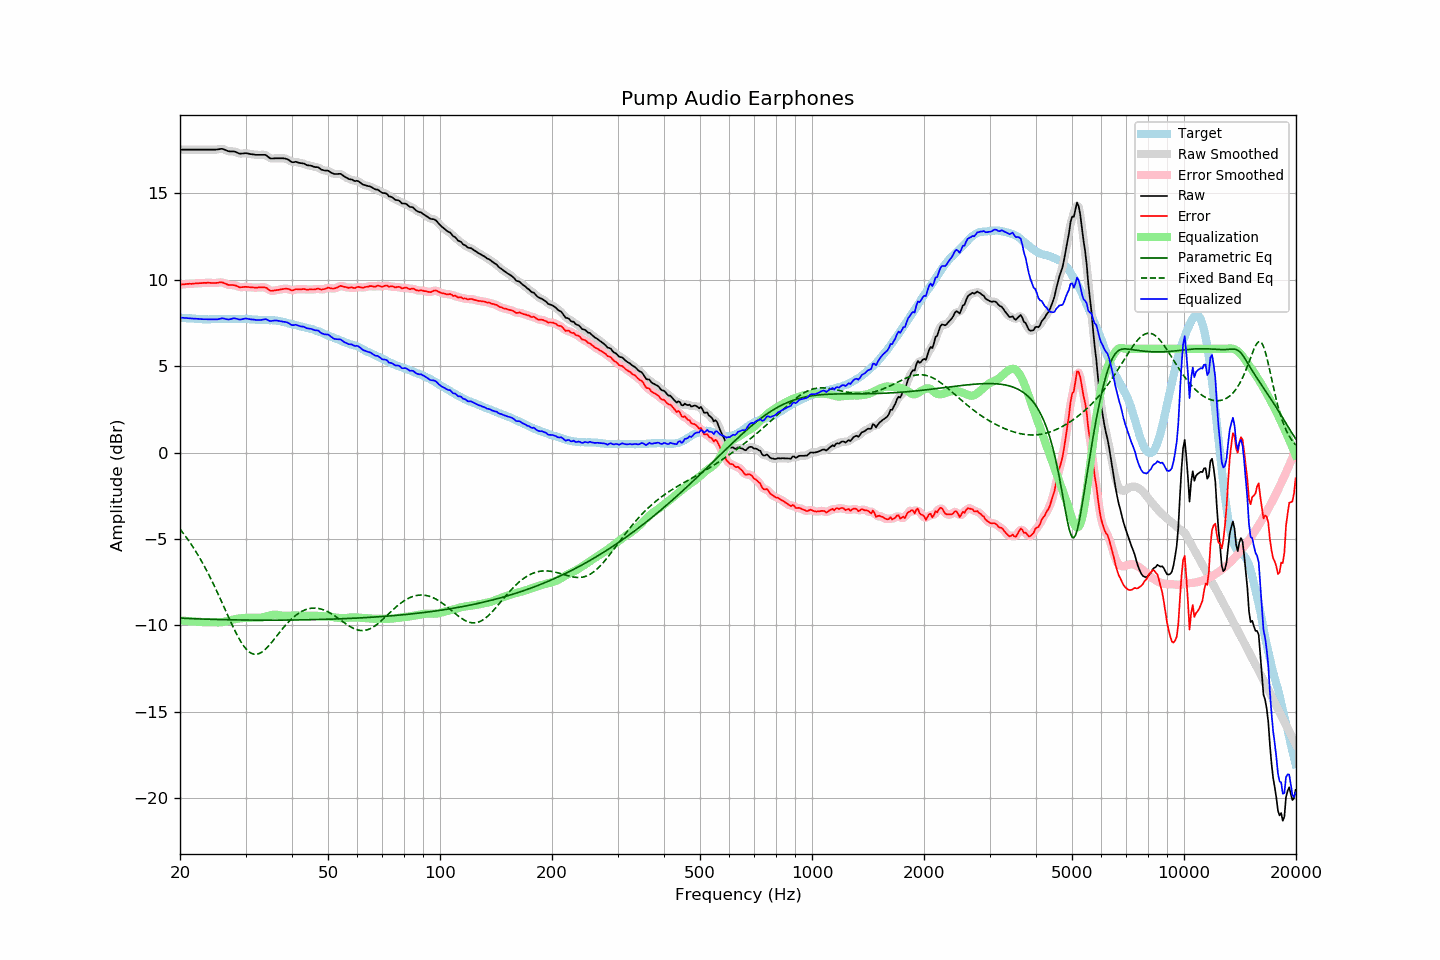 Pump Audio Earphones
Target
Raw Smoothed
Error Smoothed
Raw
Error
Equalization
Parametric Eq
Fixed Band Eq
Equalized
Amplitude (dBr)
15
10
5
0
−5
−10
−15
−20
20 50 100 200 500 1000 2000 5000 10000 20000
Frequency (Hz)